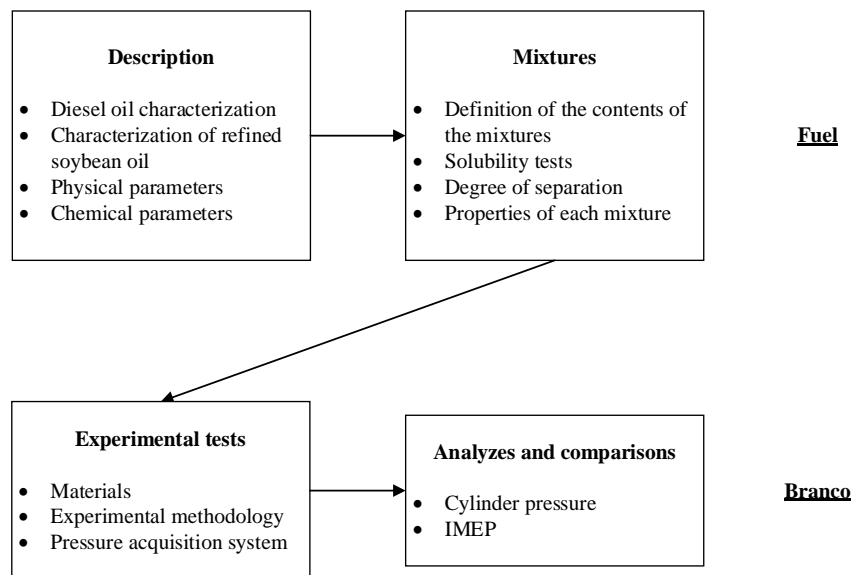 Description
• Diesel oil characterization
• Characterization of refined
soybean oil
• Physical parameters
• Chemical parameters
Mixtures
• Definition of the contents of
the mixtures
• Solubility tests
• Degree of separation
• Properties of each mixture
Fuel
Experimental tests
• Materials
• Experimental methodology
• Pressure acquisition system
Analyzes and comparisons
• Cylinder pressure
• IMEP
Branco